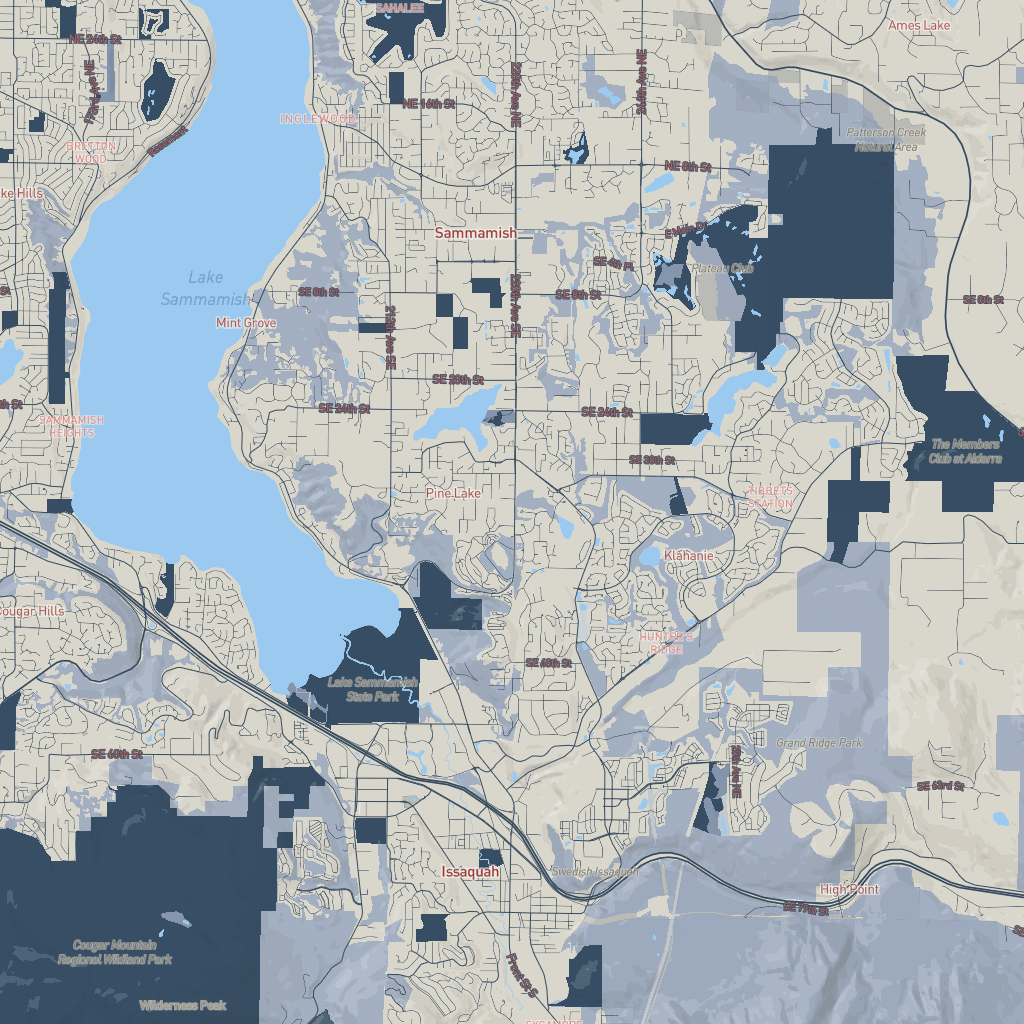 SAHALEE
Ames Lake
NE 24th St
NE 16th St
INGLEWOOD
228th Ave NE
244th Ave NE
Rosemont
BRETTON
WOOD
Patterson Creek
Natural Area
NE 8th St
ke Hills
Sammamish
E Main Dr
SE 4th Pl
Plateau Club
Lake
Sammamish
SE 8th St
SE 8th St
SE 8th St
Mint Grove
212th Ave SE
228th Ave SE
SE 20th St
SE 24th St
SE 24th St
th St
SAMMAMISH
HEIGHTS
SE 30th St
The Members
Club at Aldarra
Pine Lake
TIBBETS
STATION
Klahanie
Cougar Hills
HUNTER'S
RIDGE
SE 48th St
Lake Sammamish
State Park
SE 60th St
Grand Ridge Park
SE 63rd St
Issaquah
Swedish Issaquah
High Point
SE 79th St
Cougar Mountain
Regional Wildland Park
Front St S
Wilderness Peak
SYCAMORE